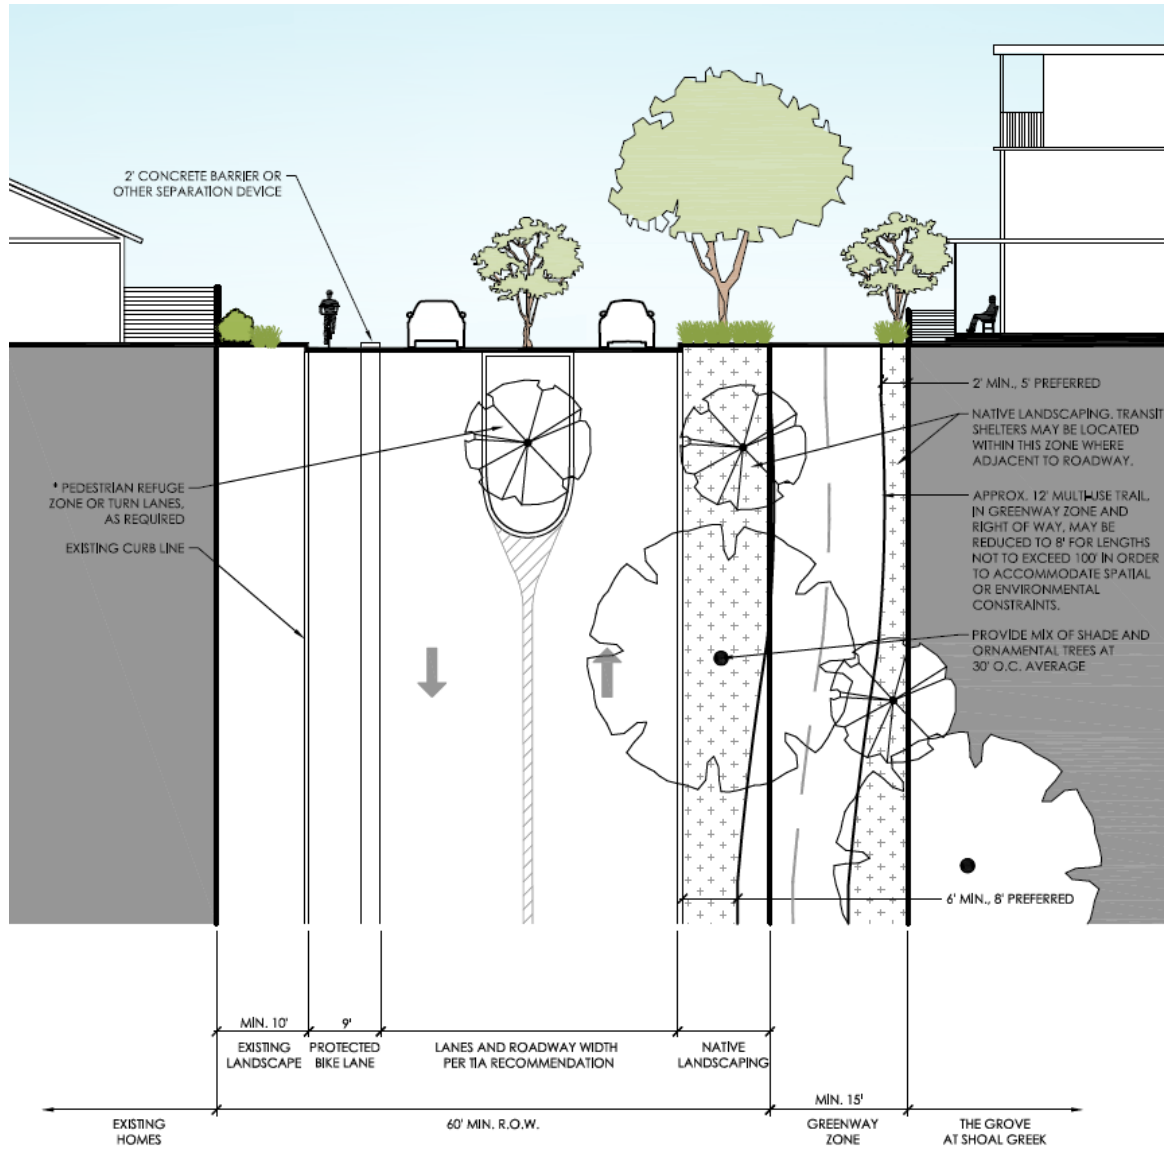 2' CONCRETE BARRIER OR
OTHER SEPARATION DEVICE
2' MIN., 5' PREFERRED
NATIVE LANDSCAPING. TRANSIT
SHELTERS MAY BE LOCATED
WITHIN THIS ZONE WHERE
ADJACENT TO ROADWAY.
* PEDESTRIAN REFUGE
ZONE OR TURN LANES,
AS REQUIRED
EXISTING CURB LINE
APPROX. 12' MULTI-USE TRAIL,
IN GREENWAY ZONE AND
RIGHT OF WAY, MAY BE
REDUCED TO 8' FOR LENGTHS
NOT TO EXCEED 100' IN ORDER
TO ACCOMMODATE SPATIAL
OR ENVIRONMENTAL
CONSTRAINTS.
PROVIDE MIX OF SHADE AND
ORNAMENTAL TREES AT
30' O.C. AVERAGE
6' MIN., 8' PREFERRED
MIN. 10'
EXISTING
LANDSCAPE
9'
PROTECTED
BIKE LANE
LANES AND ROADWAY WIDTH
PER TIA RECOMMENDATION
NATIVE
LANDSCAPING
EXISTING
HOMES
60' MIN. R.O.W.
MIN. 15'
GREENWAY
ZONE
THE GROVE
AT SHOAL GREEK